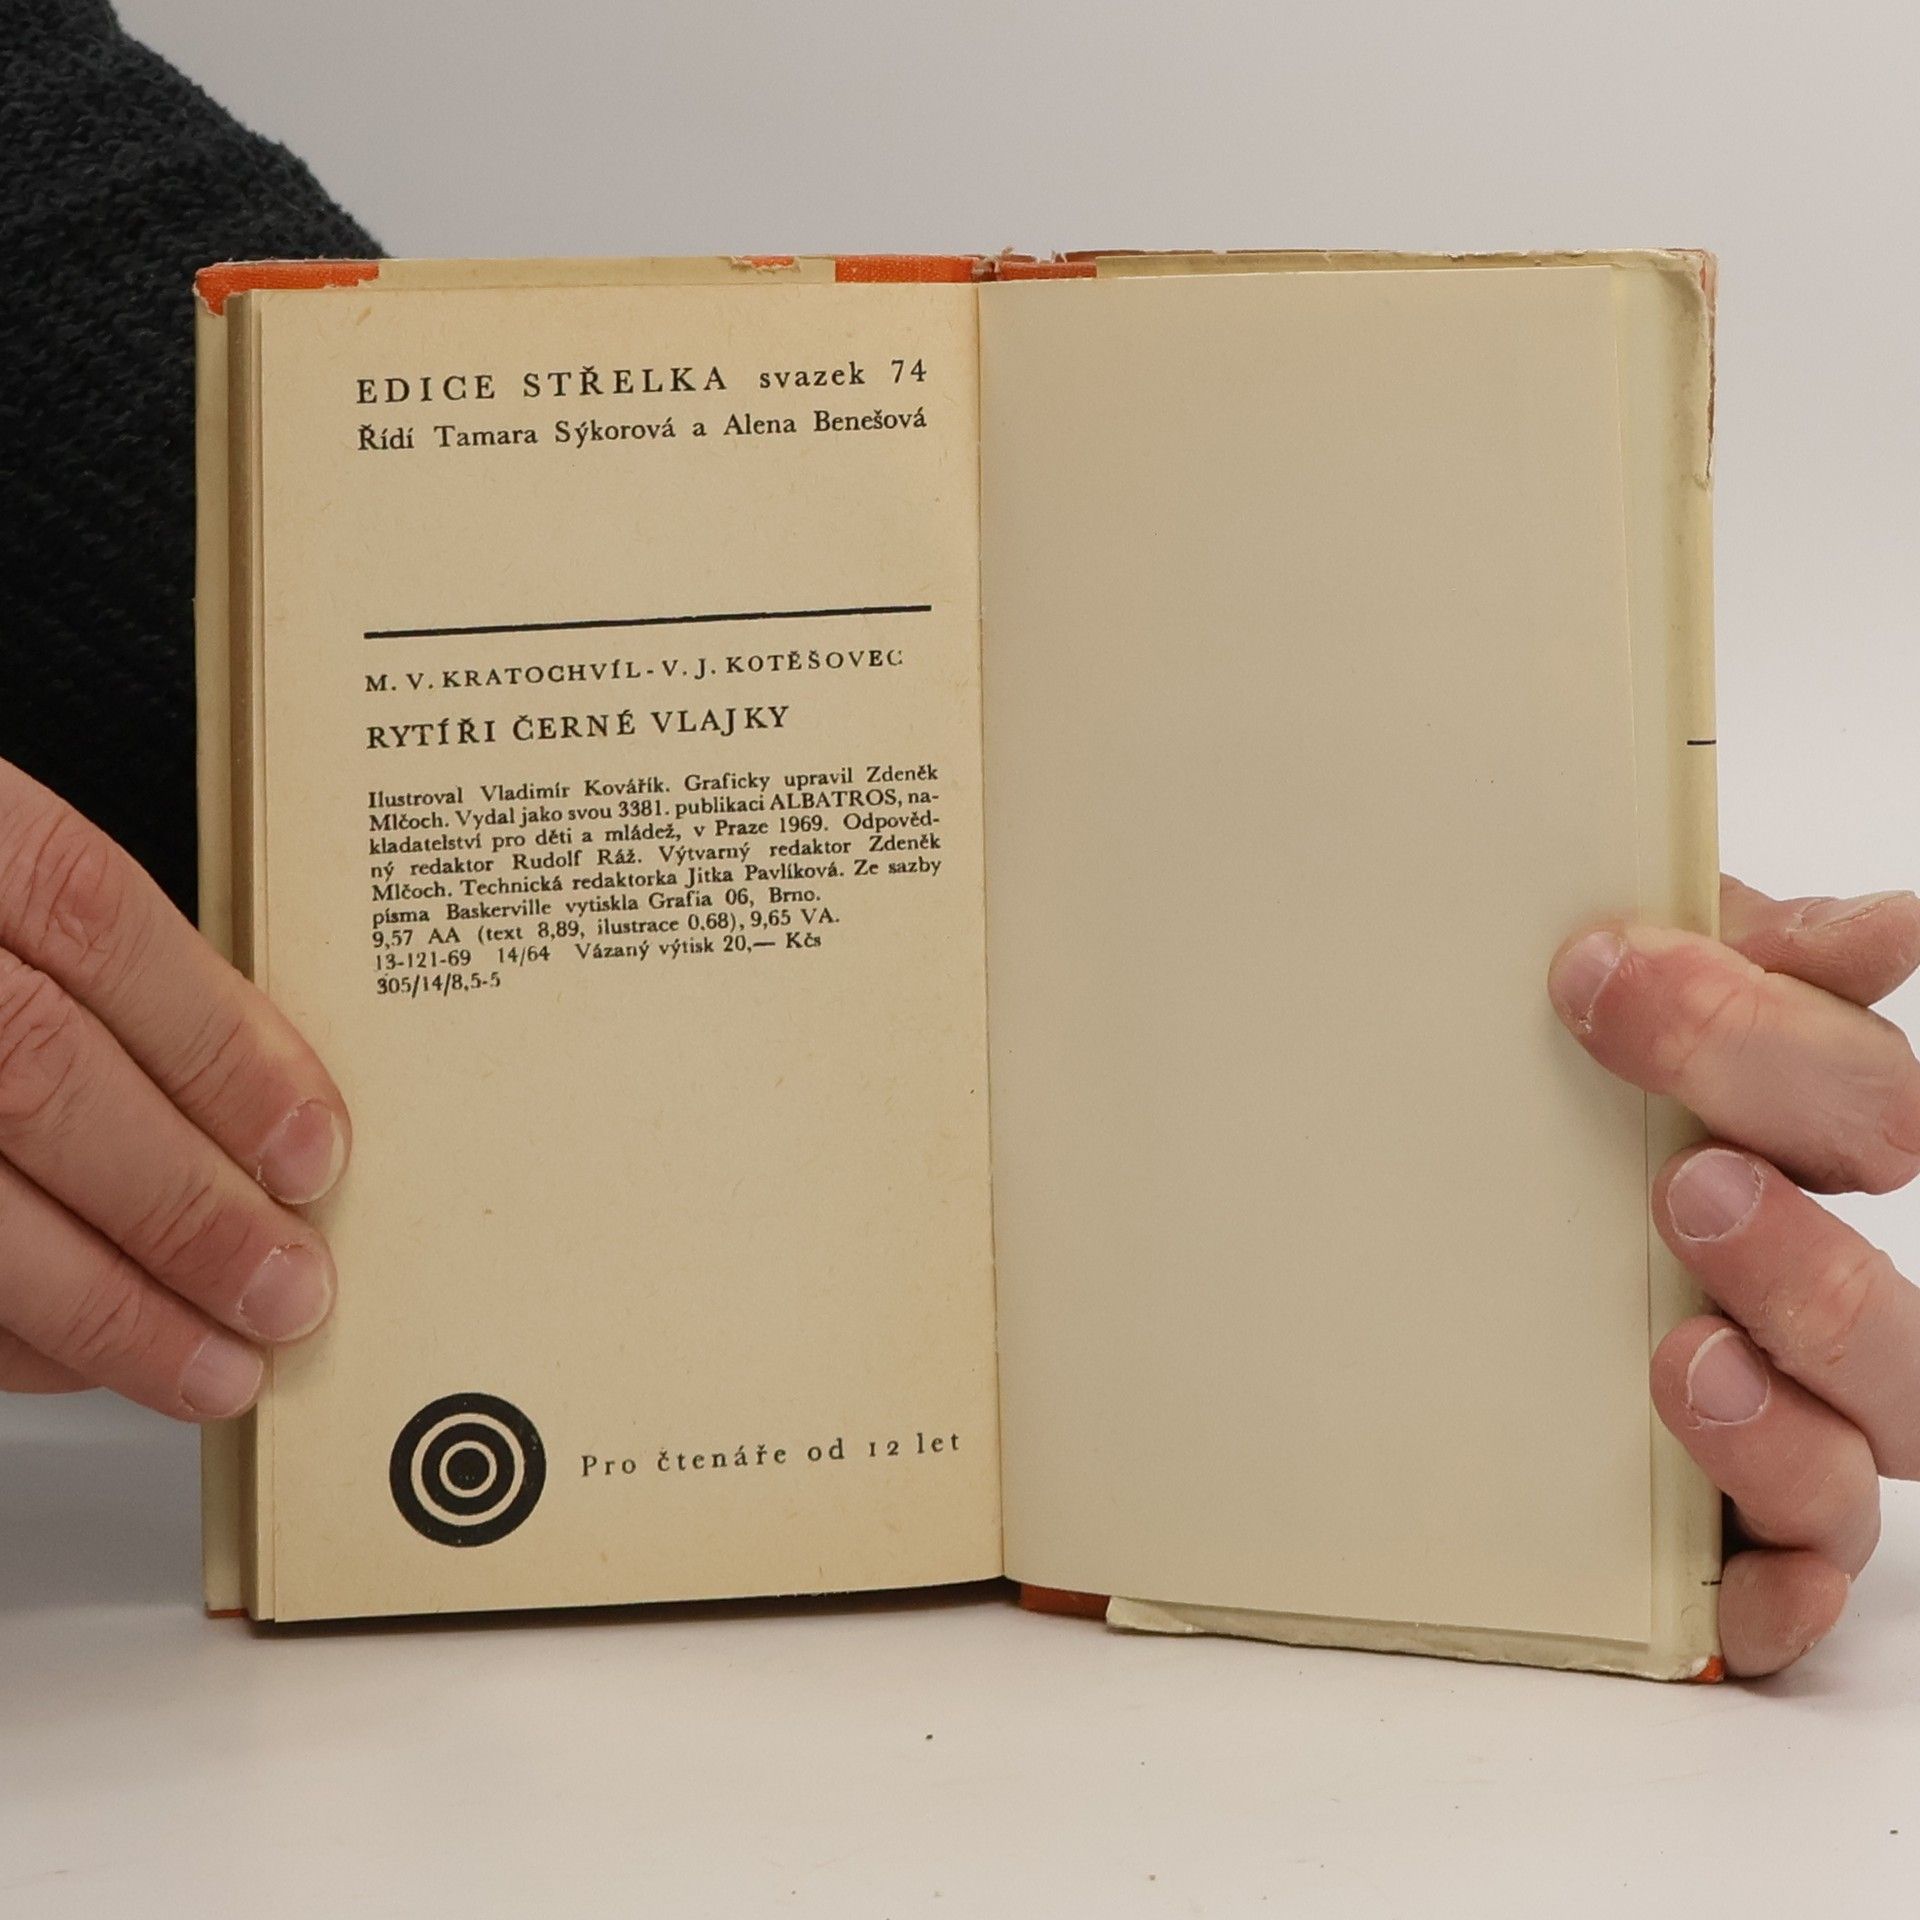 EDICE STŘELKA svazek 74
Řídí Tamara Sýkorová a Alena Benešová
M. V. KRATOCHVÍL - V. J. KOTĚŠOVEC
RYTÍŘI ČERNÉ VLAJKY
Ilustroval Vladimír Kovářík. Graficky upravil Zdeněk
Mlčoch. Vydal jako svou 3381. publikaci ALBATROS, na-
kladatelství pro děti a mládež, v Praze 1969. Odpověd-
ný redaktor Rudolf Ráž. Výtvarný redaktor Zdeněk
Mlčoch. Technická redaktorka Jitka Pavlíková. Ze sazby
písma Baskerville vytiskla Grafia 06, Brno.
9,57 AA (text 8,89, ilustrace 0,68), 9,65 VA.
13-121-69 14/64 Vázaný výtisk 20,— Kčs
305/14/8,5-5
Pro čtenáře od 12 let